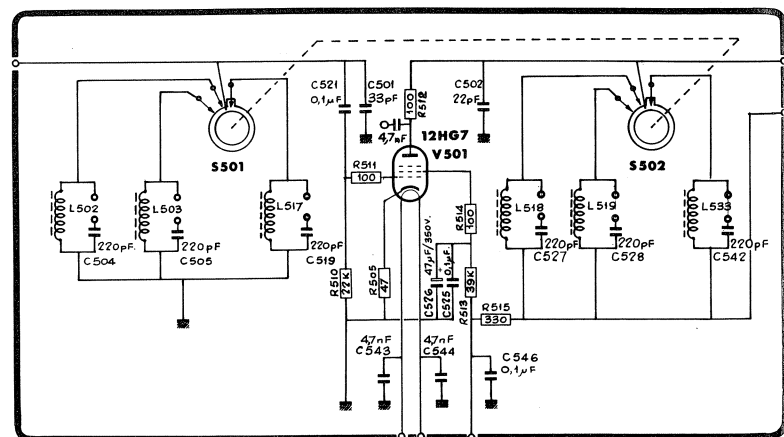 C521
0,1µF
C501
33pF
100
R512
C502
22pF
4,7nF
12HG7
V501
S501
S502
R511
100
L502
L503
L517
220pF.
C504
220pF
C505
220pF
C519
R510
22K
R505
47
47µF/350V.
+
C526
0,1µF.
C525
R514
100
39K
R513
R515
330
L518
L519
L533
220pF
C527
220pF
C528
220pF
C542
4,7nF
C543
4,7nF
C544
C546
0,1µF